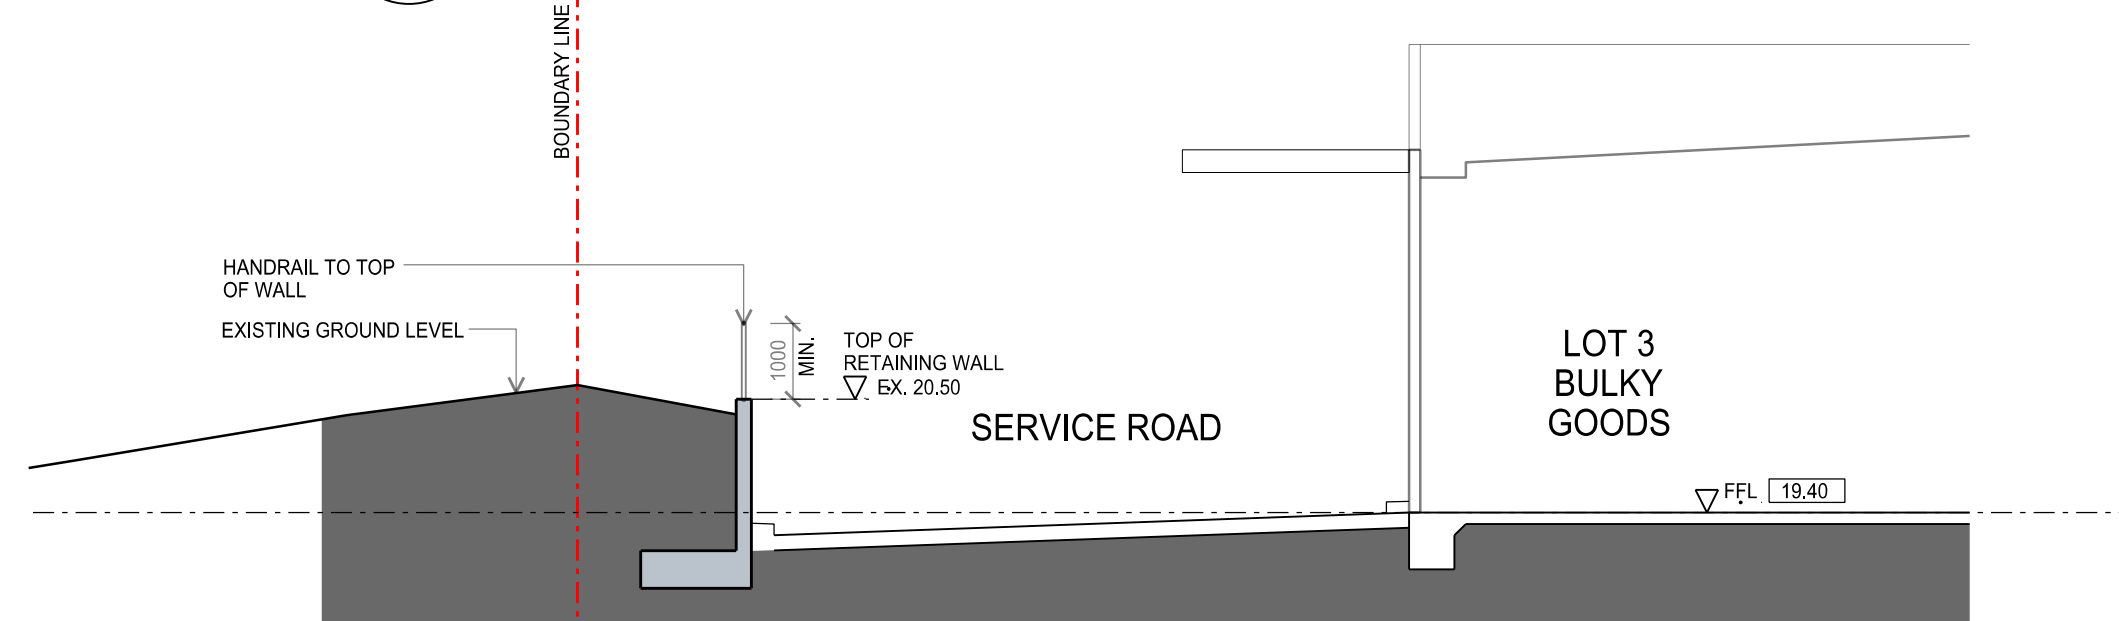 BOUNDARY LINE
HANDRAIL TO TOP
OF WALL
EXISTING GROUND LEVEL
1000
MIN.
TOP OF
RETAINING WALL
EX. 20.50
SERVICE ROAD
LOT 3
BULKY
GOODS
FFL 19.40